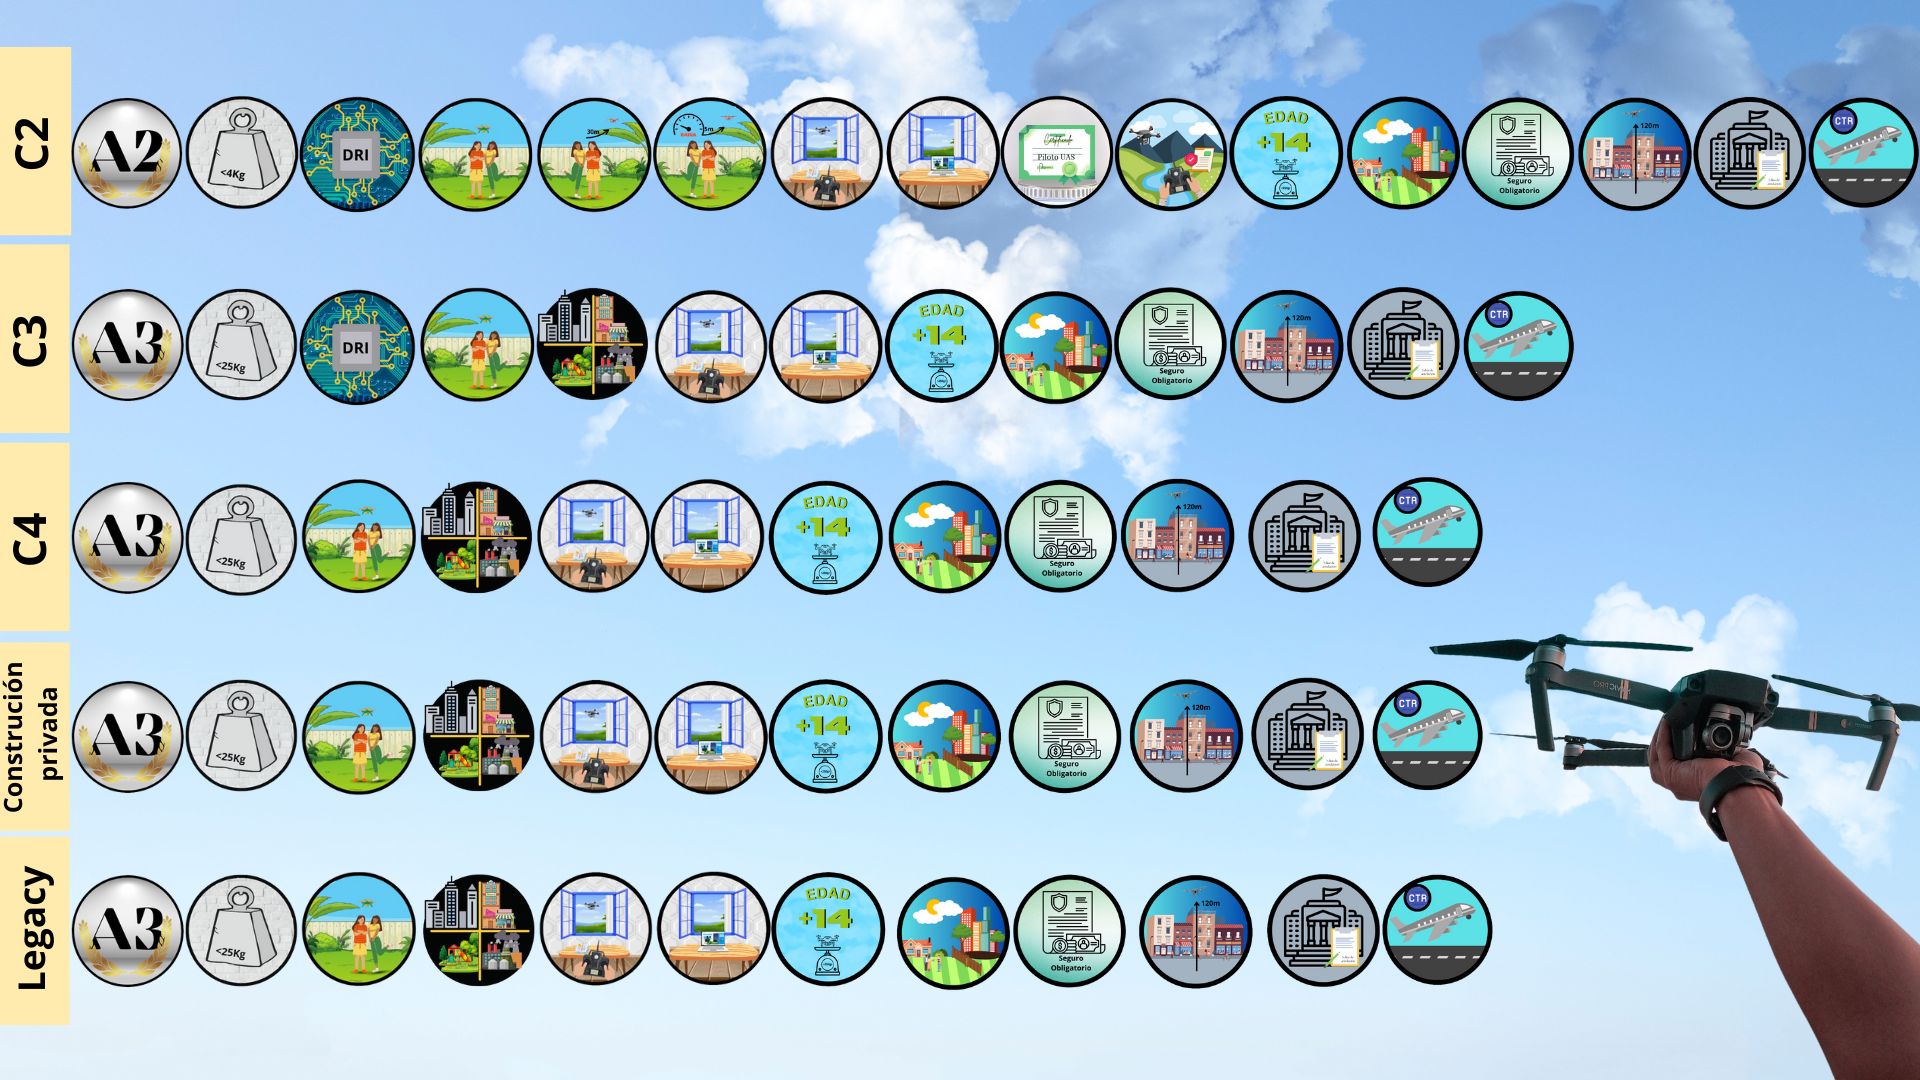 C2
A2
<4Kg
DRI
30m
5m
Piloto UAS
EDAD
+14
Seguro
Obligatorio
120m
CTR
C3
A3
<25Kg
DRI
EDAD
+14
Seguro
Obligatorio
120m
CTR
C4
A3
<25Kg
EDAD
+14
Seguro
Obligatorio
120m
CTR
Construción
privada
A3
<25Kg
EDAD
+14
Seguro
Obligatorio
120m
CTR
Legacy
A3
<25Kg
EDAD
+14
Seguro
Obligatorio
120m
CTR